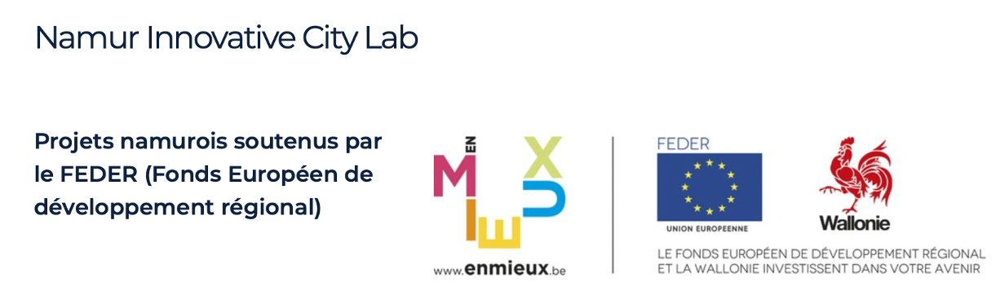 Namur Innovative City Lab
Projets namurois soutenus par
le FEDER (Fonds Européen de
développement régional)
EN
MIEUX
www.enmieux.be
FEDER
UNION EUROPEENNE
Wallonie
LE FONDS EUROPÉEN DE DÉVELOPPEMENT RÉGIONAL
ET LA WALLONIE INVESTISSENT DANS VOTRE AVENIR